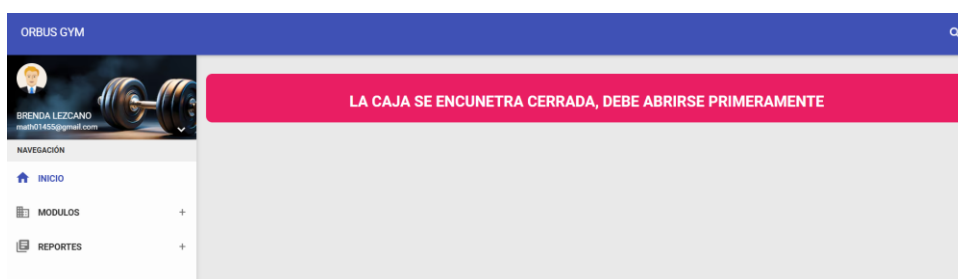 ORBUS GYM
BRENDA LEZCANO
math01455@gmail.com
NAVEGACIÓN
INICIO
MODULOS +
REPORTES +
LA CAJA SE ENCUNETRA CERRADA, DEBE ABRIRSE PRIMERAMENTE